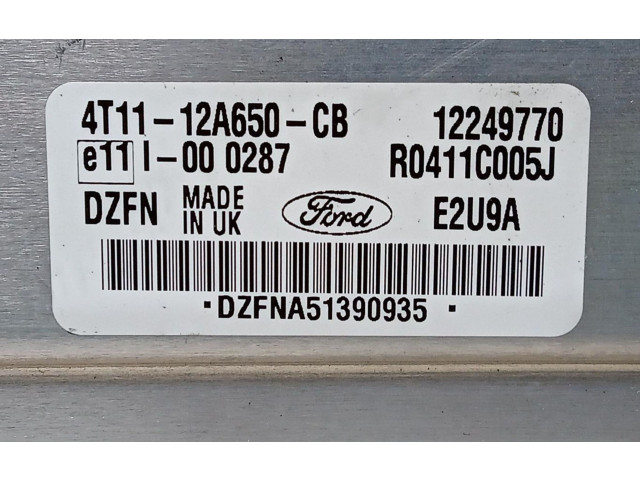 4T11-12A650-CB 12249770
e11 I-00 0287 R0411C005J
DZFN MADE IN UK Ford E2U9A
·DZFNA51390935·